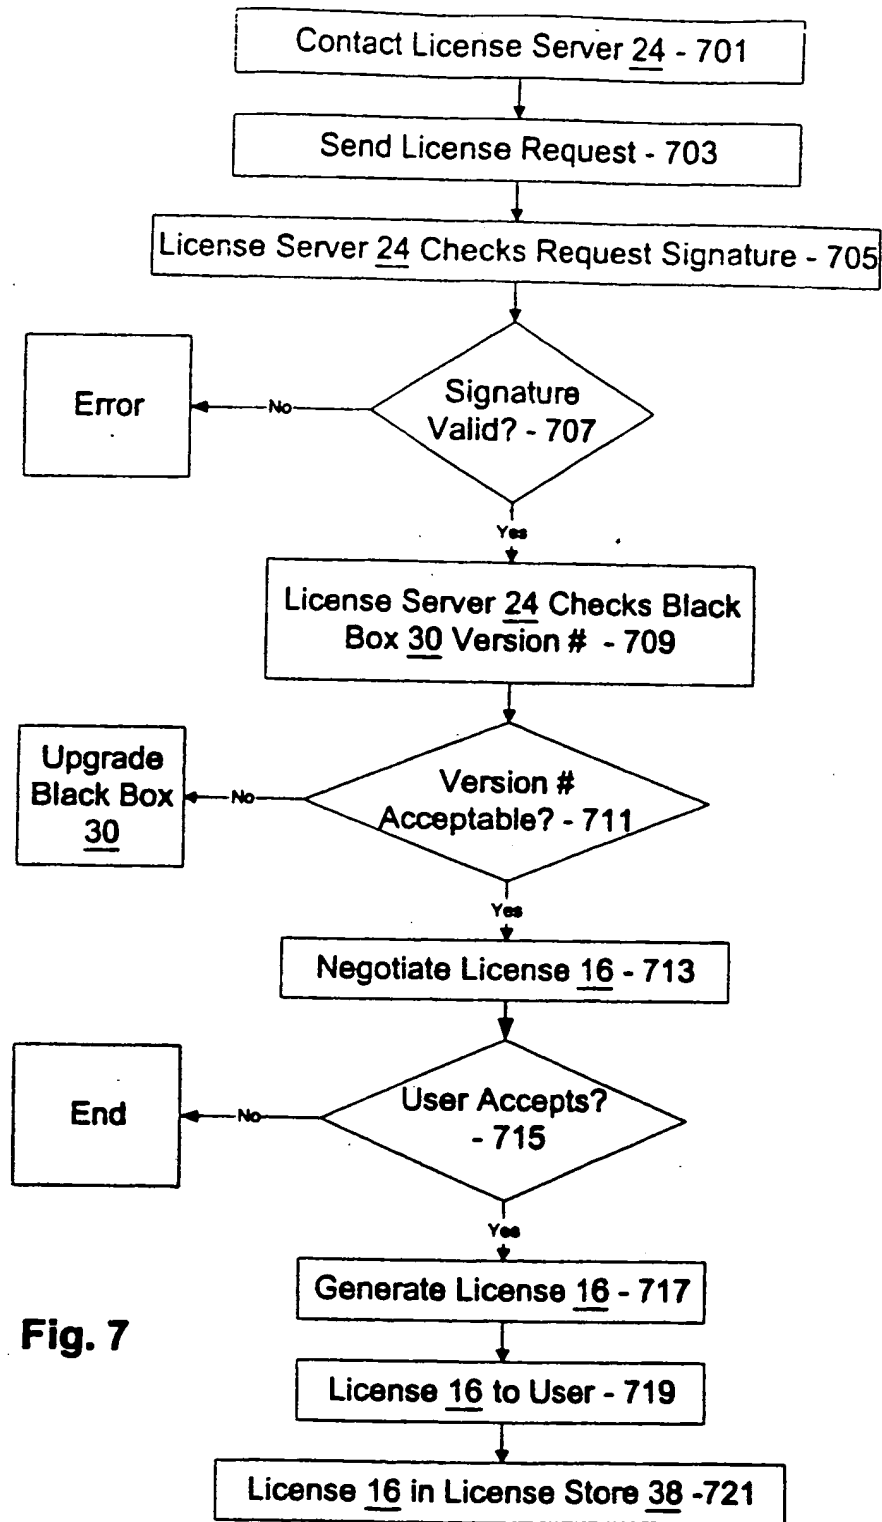 Contact License Server 24 - 701
Send License Request - 703
License Server 24 Checks Request Signature - 705
Error
No
Signature
Valid? - 707
Yes
License Server 24 Checks Black
Box 30 Version # - 709
Upgrade
Black Box
30
No
Version #
Acceptable? - 711
Yes
Negotiate License 16 - 713
End
No
User Accepts?
- 715
Yes
Generate License 16 - 717
Fig. 7
License 16 to User - 719
License 16 in License Store 38 -721